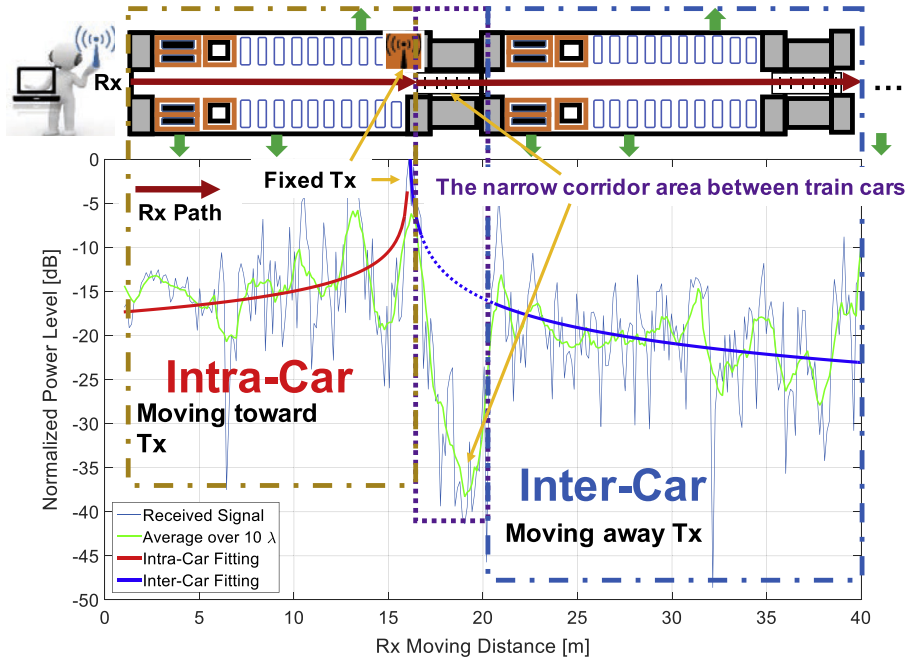 Rx
...
Fixed Tx
The narrow corridor area between train cars
Rx Path
Intra-Car
Moving toward
Tx
Inter-Car
Moving away Tx
Received Signal
Average over 10 λ
Intra-Car Fitting
Inter-Car Fitting
Normalized Power Level [dB]
0
-5
-10
-15
-20
-25
-30
-35
-40
-45
-50
0
5
10
15
20
25
30
35
40
Rx Moving Distance [m]